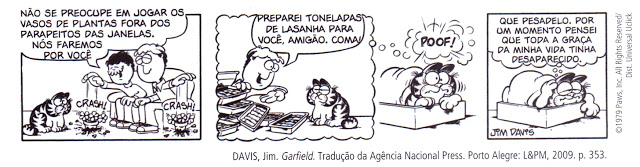 NÃO SE PREOCUPE EM JOGAR OS
VASOS DE PLANTAS FORA DOS
PARAPEITOS DAS JANELAS.
NÓS FAREMOS
POR VOCÊ
CRASH!
CRASH!
PREPAREI TONELADAS
DE LASANHA PARA
VOCÊ, AMIGÃO. COMA!
POOF!
QUE PESADELO. POR
UM MOMENTO PENSEI
QUE TODA A GRAÇA
DA MINHA VIDA TINHA
DESAPARECIDO.
JIM DAVIS
©1979 Paws, Inc. All Rights Reserved/
Dist. Universal Uclick
DAVIS, Jim. Garfield. Tradução da Agência Nacional Press. Porto Alegre: L&PM, 2009. p. 353.